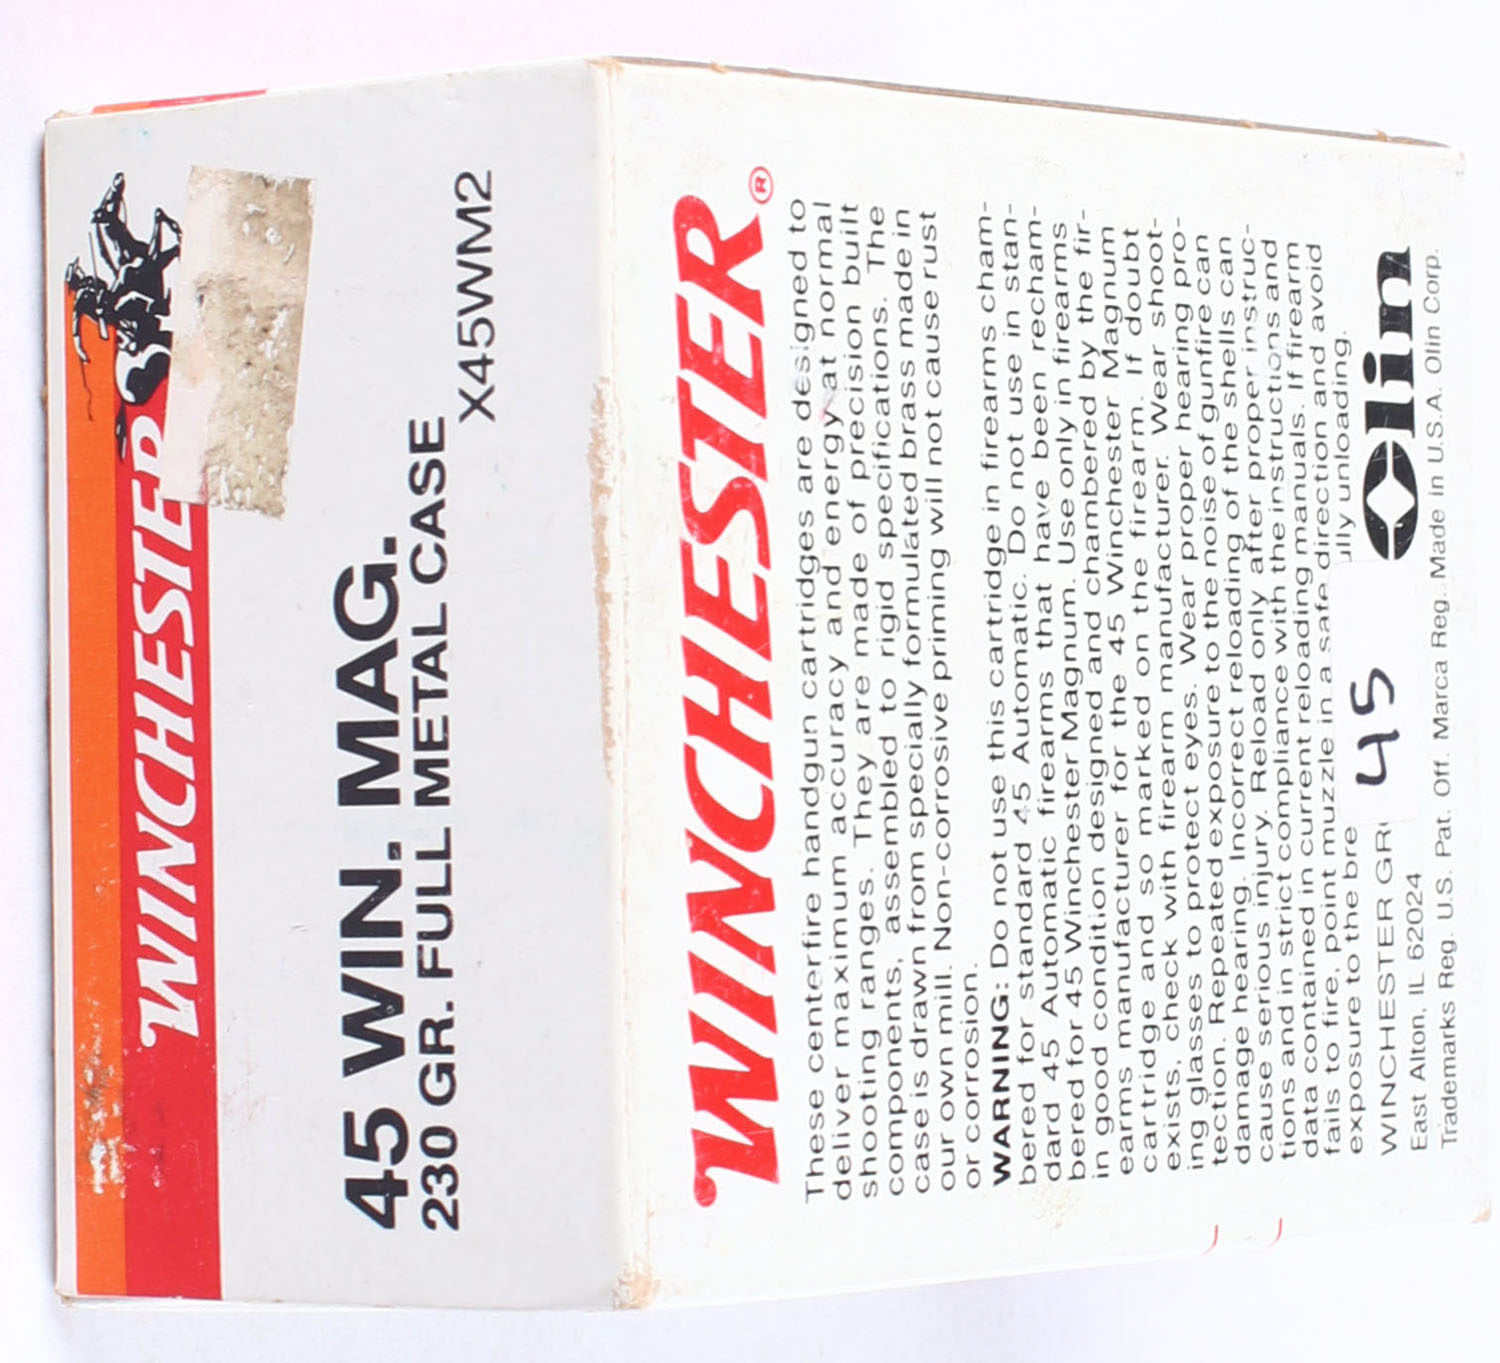 WINCHESTER
45 WIN. MAG.
230 GR. FULL METAL CASE
X45WM2
WINCHESTER®
These centerfire handgun cartridges are designed to
deliver maximum accuracy and energy at normal
shooting ranges. They are made of precision built
components, assembled to rigid specifications. The
case is drawn from specially formulated brass made in
our own mill. Non-corrosive priming will not cause rust
or corrosion.
WARNING: Do not use this cartridge in firearms cham-
bered for standard 45 Automatic. Do not use in stan-
dard 45 Automatic firearms that have been recham-
bered for 45 Winchester Magnum. Use only in firearms
in good condition designed and chambered by the fir-
earms manufacturer for the 45 Winchester Magnum
cartridge and so marked on the firearm. If doubt
exists, check with firearm manufacturer. Wear shoot-
ing glasses to protect eyes. Wear proper hearing pro-
tection. Repeated exposure to the noise of gunfire can
damage hearing. Incorrect reloading of the shells can
cause serious injury. Reload only after proper instruc-
tions and in strict compliance with the instructions and
data contained in current reloading manuals. If firearm
fails to fire, point muzzle in a safe direction and avoid
exposure to the bre ully unloading.
WINCHESTER GR
45
Olin
East Alton, IL 62024
Trademarks Reg. U.S. Pat. Off. Marca Reg. Made in U.S.A. Olin Corp.